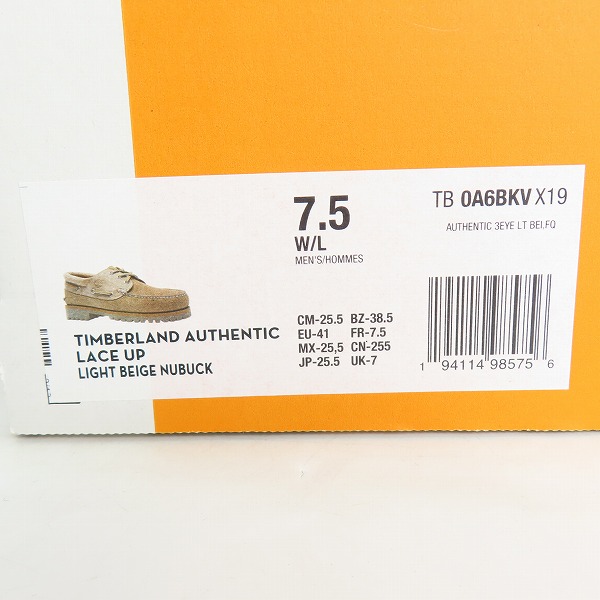 7.5
W/L
MEN'S/HOMMES
TB 0A6BKV X19
AUTHENTIC 3EYE LT BEI.FQ
TIMBERLAND AUTHENTIC
LACE UP
LIGHT BEIGE NUBUCK
CM-25.5 BZ-38.5
EU-41 FR-7.5
MX-25,5 CN-255
JP-25.5 UK-7
1 94114 98575 6